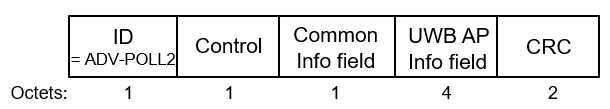 ID
= ADV-POLL2
Control
Common
Info field
UWB AP
Info field
CRC
Octets: 1 1 1 4 2